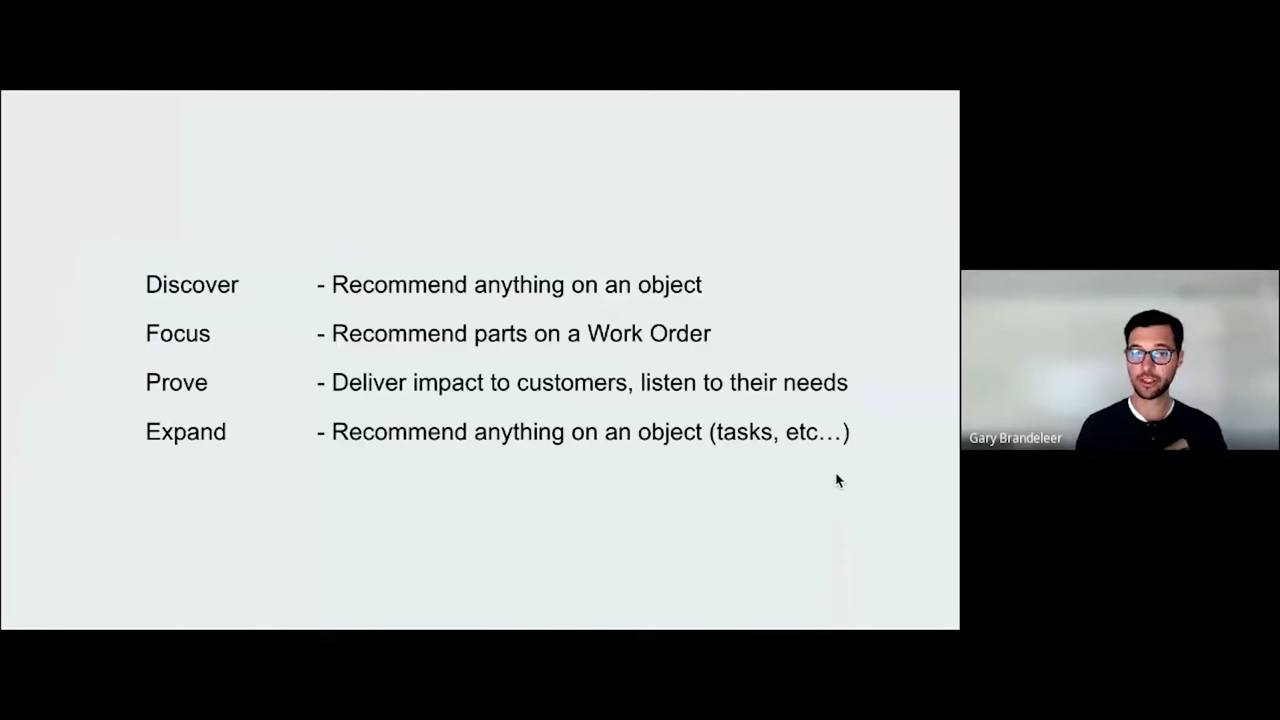 Discover - Recommend anything on an object
Focus - Recommend parts on a Work Order
Prove - Deliver impact to customers, listen to their needs
Expand - Recommend anything on an object (tasks, etc...)
Gary Brandeleer